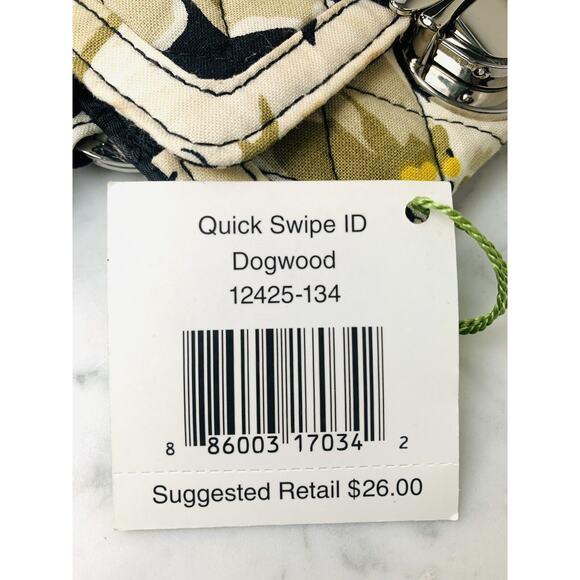 Quick Swipe ID
Dogwood
12425-134
8 86003 17034 2
Suggested Retail $26.00